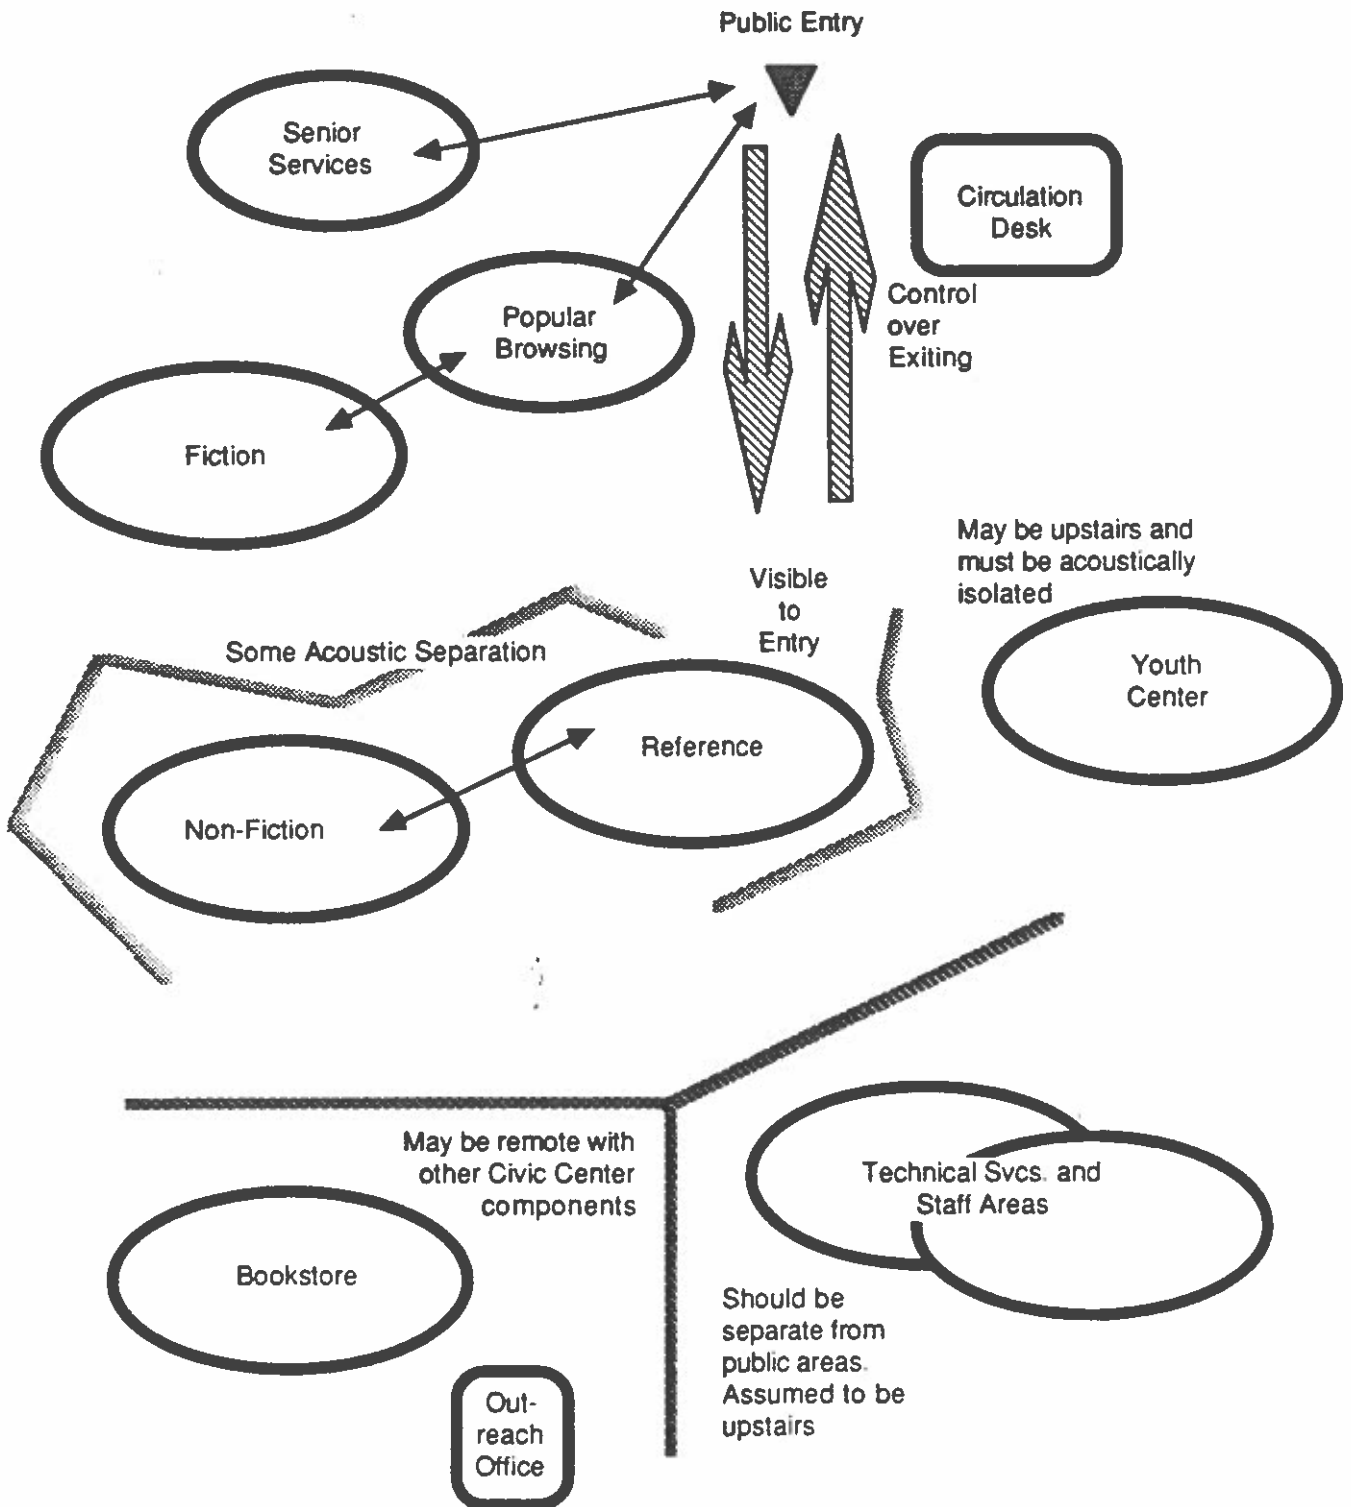 Public Entry
Senior
Services
Circulation
Desk
Control
over
Exiting
Popular
Browsing
Fiction
May be upstairs and
must be acoustically
isolated
Visible
to
Entry
Some Acoustic Separation
Youth
Center
Reference
Non-Fiction
May be remote with
other Civic Center
components
Technical Svcs. and
Staff Areas
Bookstore
Should be
separate from
public areas.
Assumed to be
upstairs
Out-
reach
Office